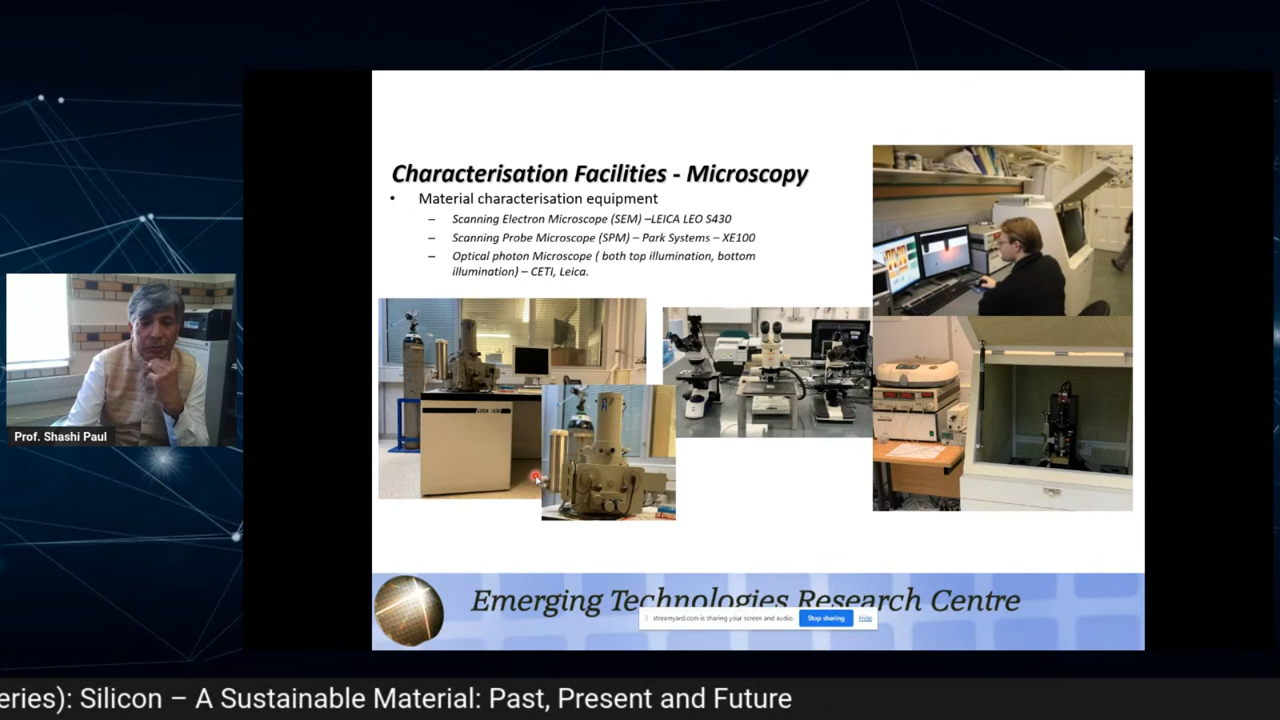 Characterisation Facilities - Microscopy
• Material characterisation equipment
– Scanning Electron Microscope (SEM) –LEICA LEO S430
– Scanning Probe Microscope (SPM) – Park Systems – XE100
– Optical photon Microscope ( both top illumination, bottom
illumination) – CETI, Leica.
Prof. Shashi Paul
Emerging Technologies Research Centre
streamyard.com is sharing your screen and audio.
Stop sharing
Hide
eries): Silicon – A Sustainable Material: Past, Present and Future